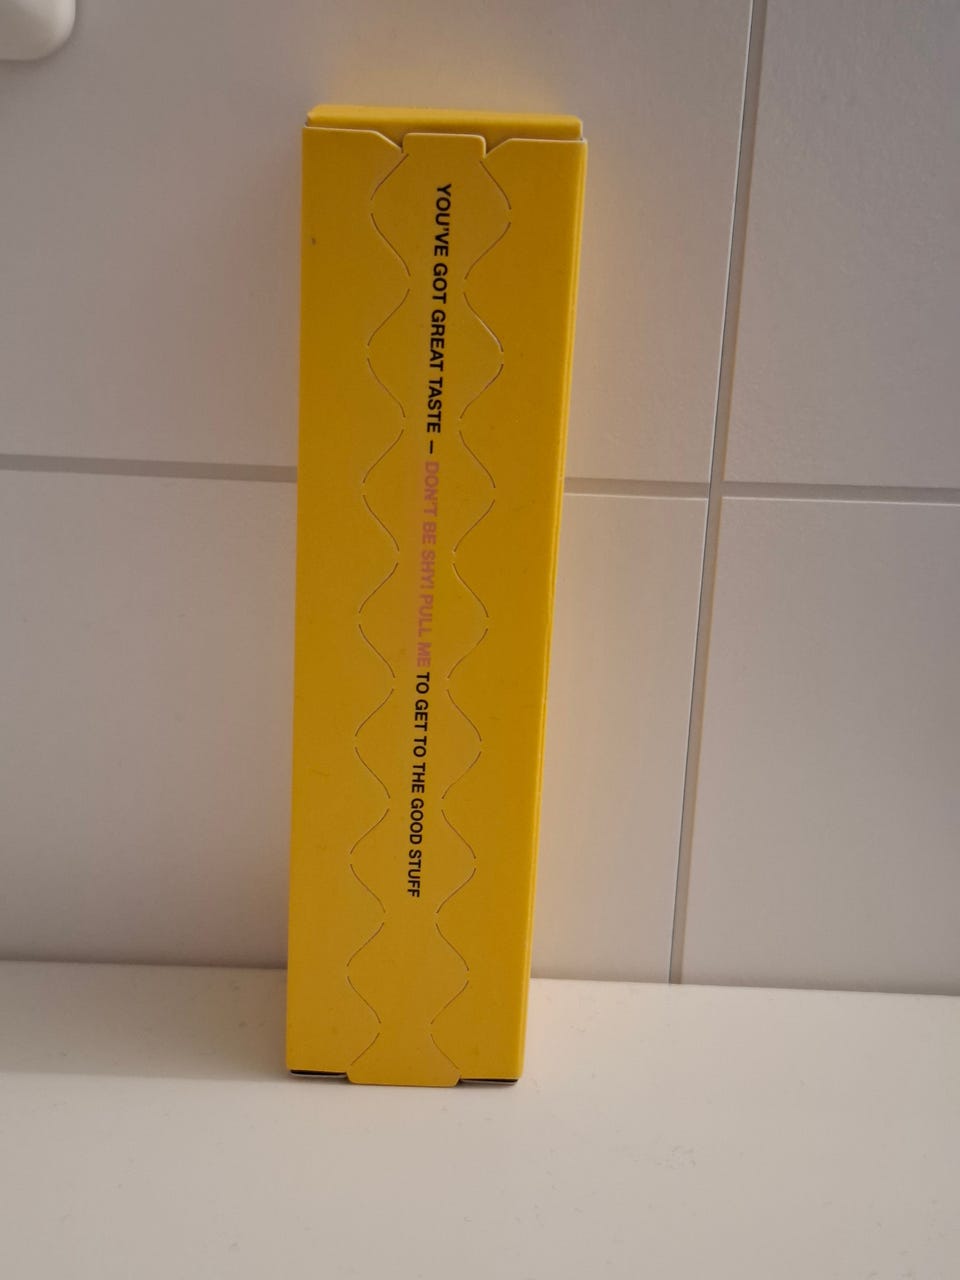 YOU'VE GOT GREAT TASTE – DON'T BE SHY! PULL ME TO GET TO THE GOOD STUFF